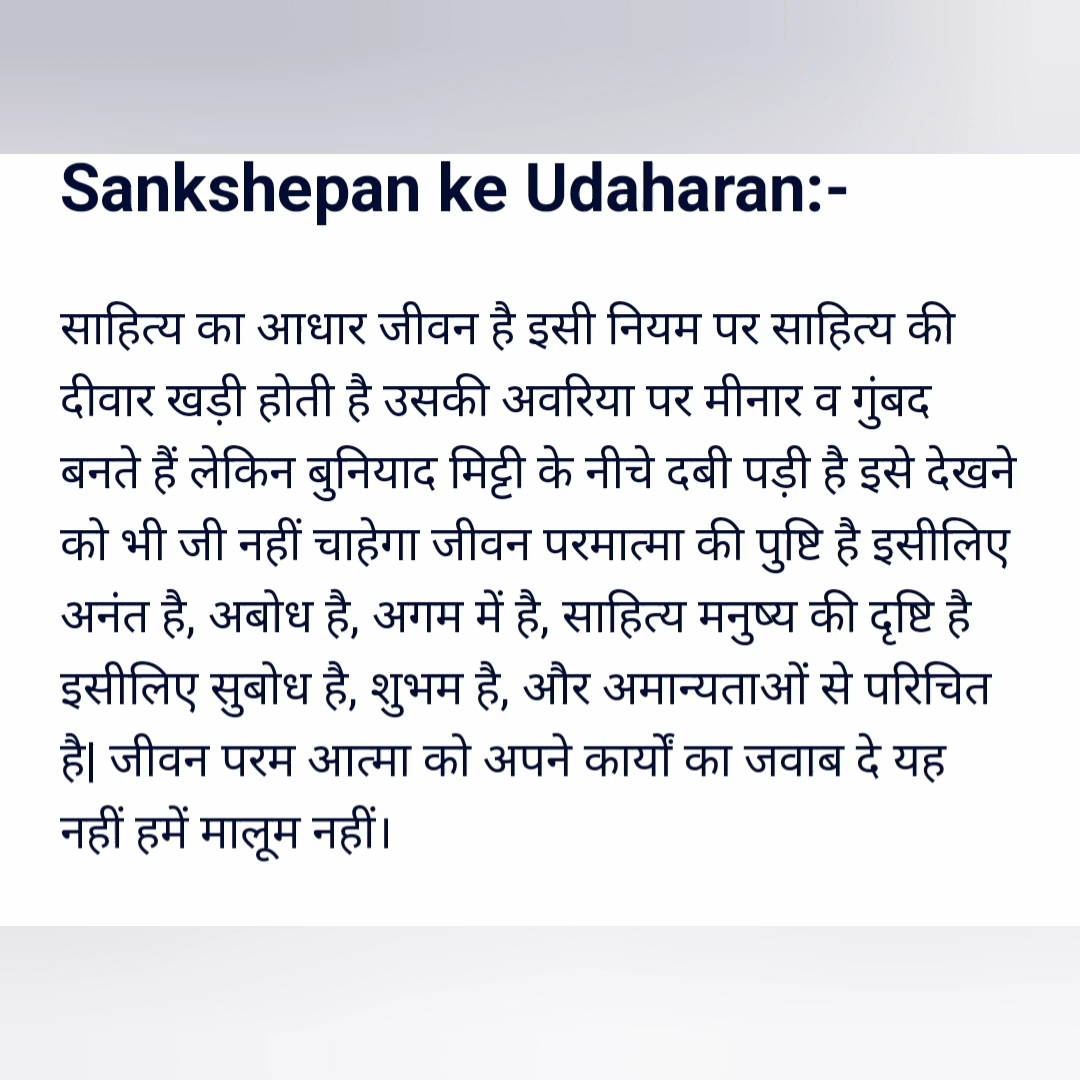 Sankshepan ke Udaharan:-
साहित्य का आधार जीवन है इसी नियम पर साहित्य की
दीवार खड़ी होती है उसकी अवरिया पर मीनार व गुंबद
बनते हैं लेकिन बुनियाद मिट्टी के नीचे दबी पड़ी है इसे देखने
को भी जी नहीं चाहेगा जीवन परमात्मा की पुष्टि है इसीलिए
अनंत है, अबोध है, अगम में है, साहित्य मनुष्य की दृष्टि है
इसीलिए सुबोध है, शुभम है, और अमान्यताओं से परिचित
है| जीवन परम आत्मा को अपने कार्यों का जवाब दे यह
नहीं हमें मालूम नहीं।